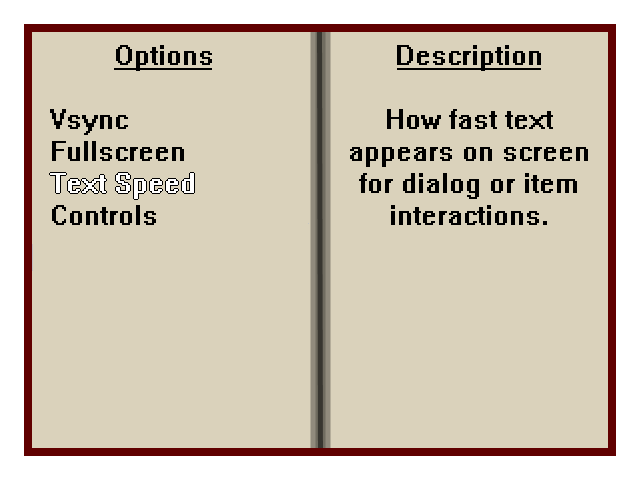 Options
Vsync
Fullscreen
Text Speed
Controls
Description
How fast text
appears on screen
for dialog or item
interactions.